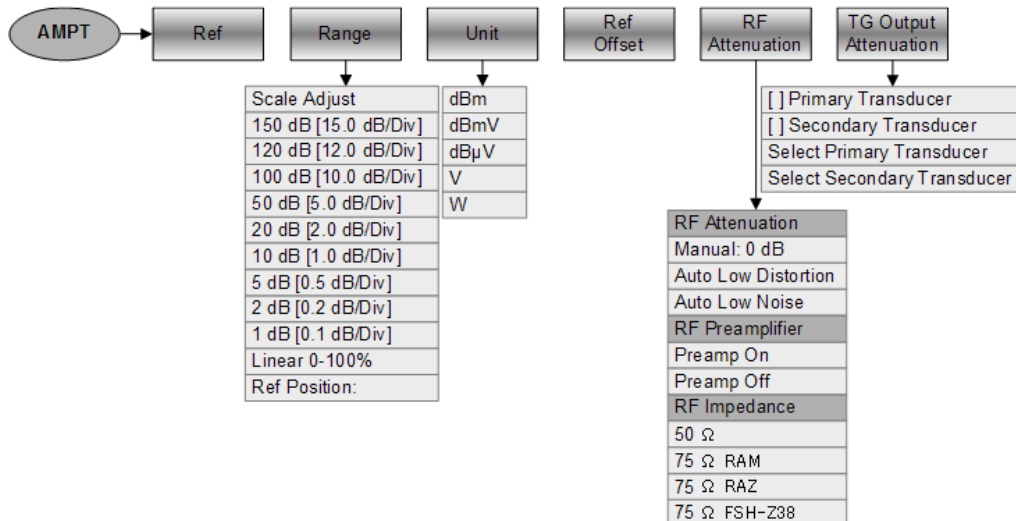 AMPT
Ref
Range
Unit
Ref
Offset
RF
Attenuation
TG Output
Attenuation
Scale Adjust
150 dB [15.0 dB/Div]
120 dB [12.0 dB/Div]
100 dB [10.0 dB/Div]
50 dB [5.0 dB/Div]
20 dB [2.0 dB/Div]
10 dB [1.0 dB/Div]
5 dB [0.5 dB/Div]
2 dB [0.2 dB/Div]
1 dB [0.1 dB/Div]
Linear 0-100%
Ref Position:
dBm
dBmV
dBµV
V
W
[ ] Primary Transducer
[ ] Secondary Transducer
Select Primary Transducer
Select Secondary Transducer
RF Attenuation
Manual: 0 dB
Auto Low Distortion
Auto Low Noise
RF Preamplifier
Preamp On
Preamp Off
RF Impedance
50 Ω
75 Ω RAM
75 Ω RAZ
75 Ω FSH-Z38